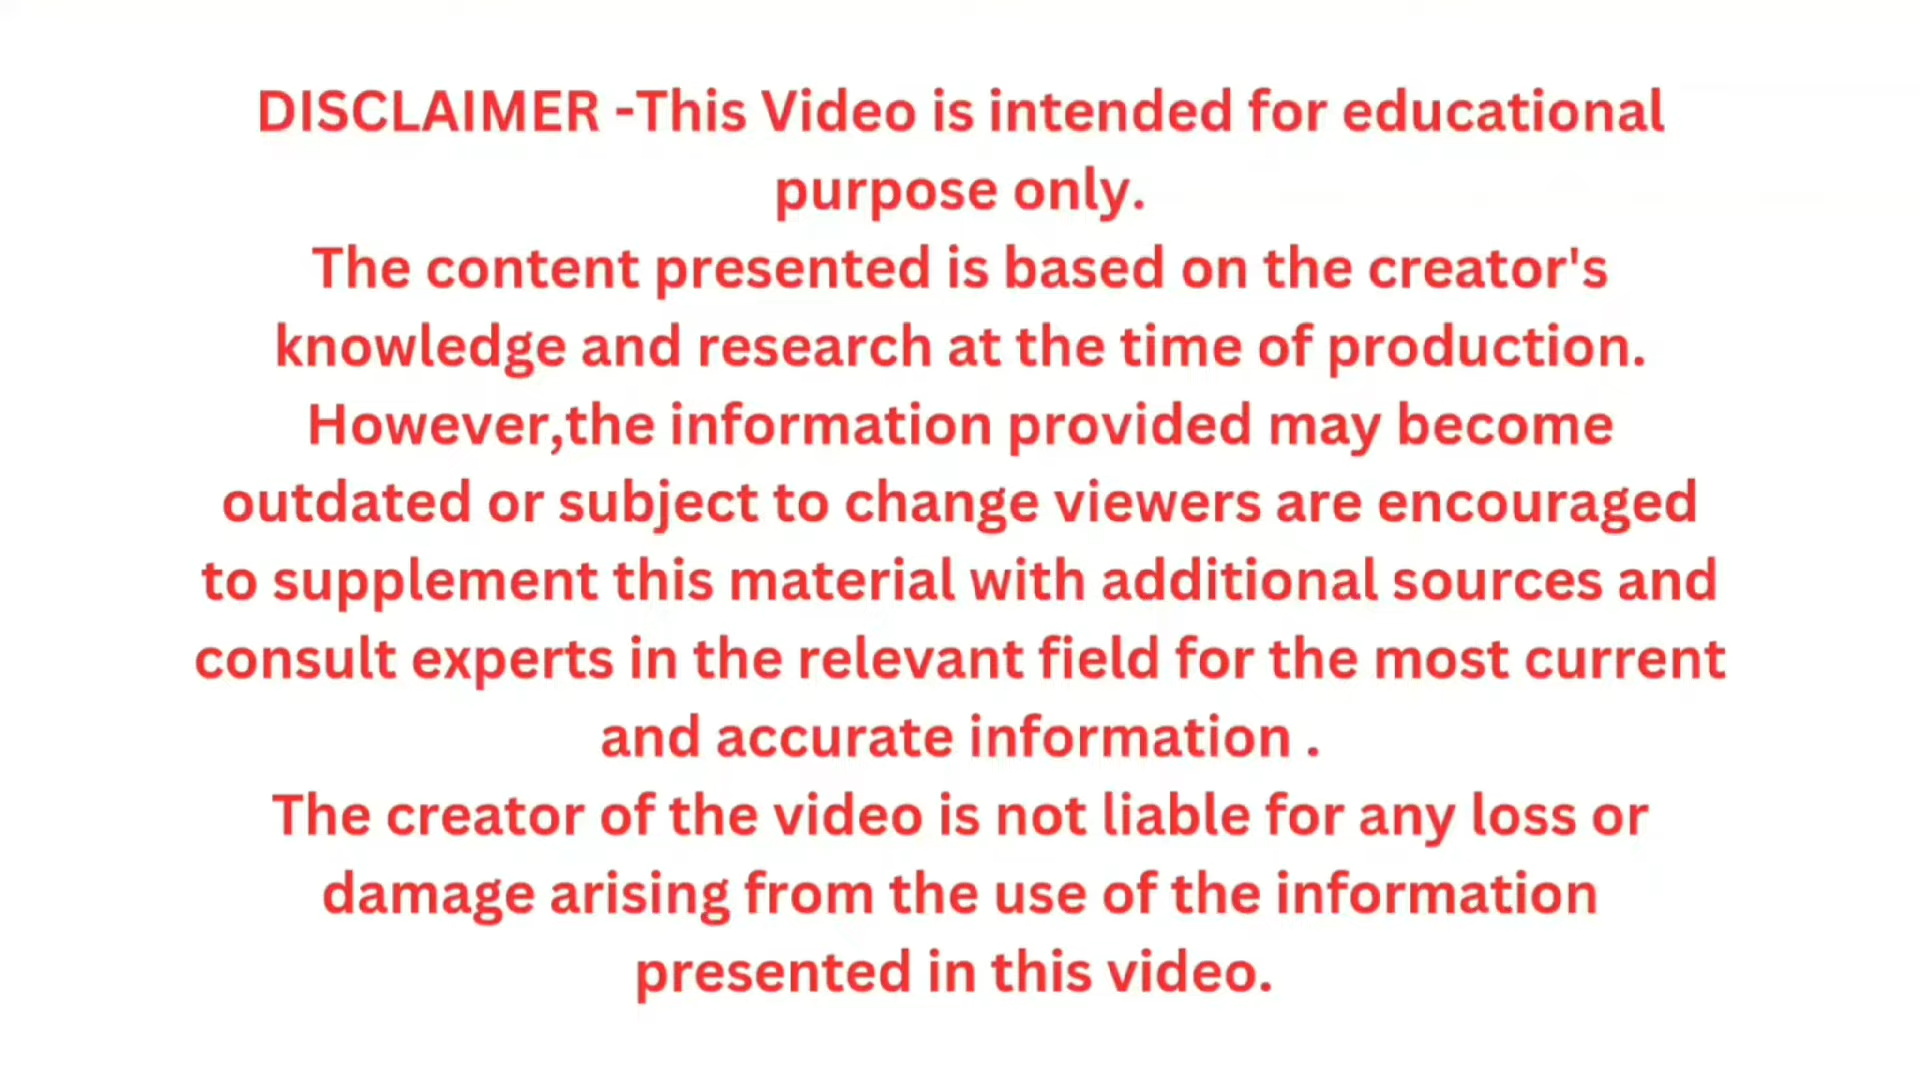 DISCLAIMER -This Video is intended for educational
purpose only.
The content presented is based on the creator's
knowledge and research at the time of production.
However,the information provided may become
outdated or subject to change viewers are encouraged
to supplement this material with additional sources and
consult experts in the relevant field for the most current
and accurate information .
The creator of the video is not liable for any loss or
damage arising from the use of the information
presented in this video.